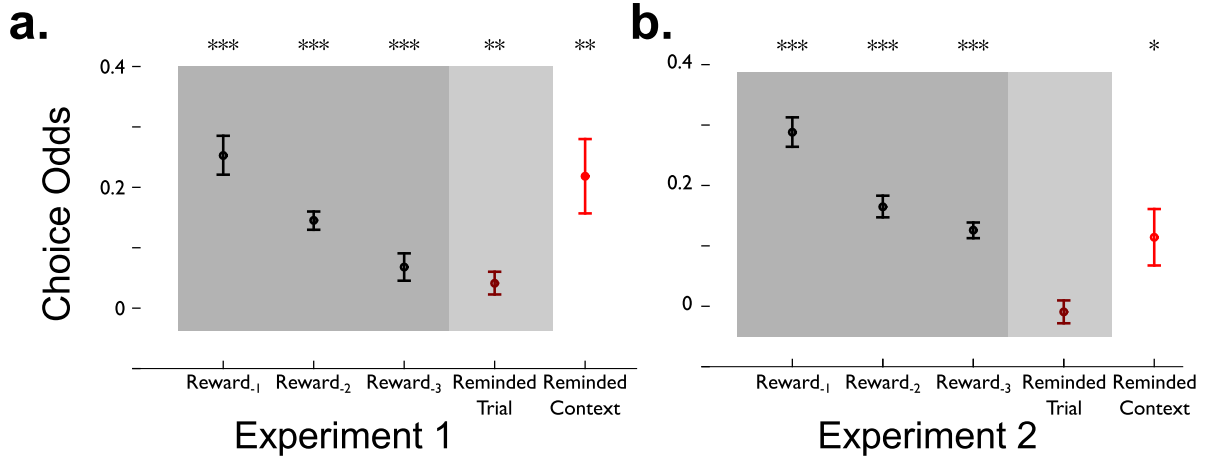 a.
*** *** *** ** **
0.4
0.2
0
Choice Odds
Reward-1 Reward-2 Reward-3 Reminded Trial Reminded Context
Experiment 1
b.
*** *** *** *
0.4
0.2
0
Reward-1 Reward-2 Reward-3 Reminded Trial Reminded Context
Experiment 2